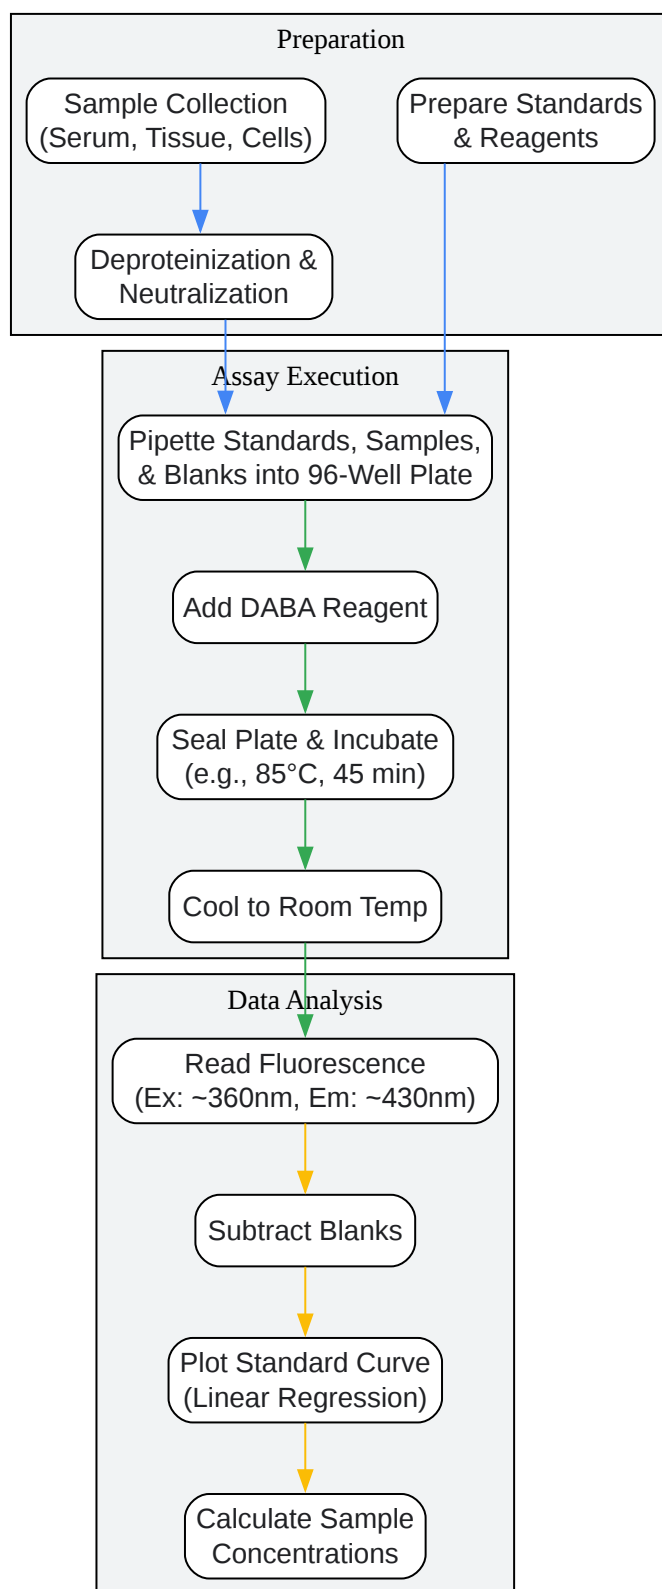 Preparation
Sample Collection
(Serum, Tissue, Cells)
Prepare Standards
& Reagents
Deproteinization &
Neutralization
Assay Execution
Pipette Standards, Samples,
& Blanks into 96-Well Plate
Add DABA Reagent
Seal Plate & Incubate
(e.g., 85°C, 45 min)
Cool to Room Temp
Data Analysis
Read Fluorescence
(Ex: ~360nm, Em: ~430nm)
Subtract Blanks
Plot Standard Curve
(Linear Regression)
Calculate Sample
Concentrations